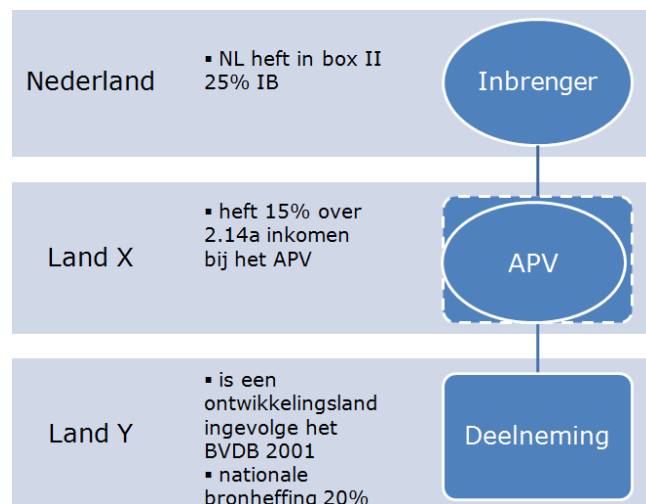 Nederland
▪ NL heft in box II
25% IB
Inbrenger
Land X
▪ heft 15% over
2.14a inkomen
bij het APV
APV
Land Y
▪ is een
ontwikkelingsland
ingevolge het
BVDB 2001
▪ nationale
bronheffing 20%
Deelneming